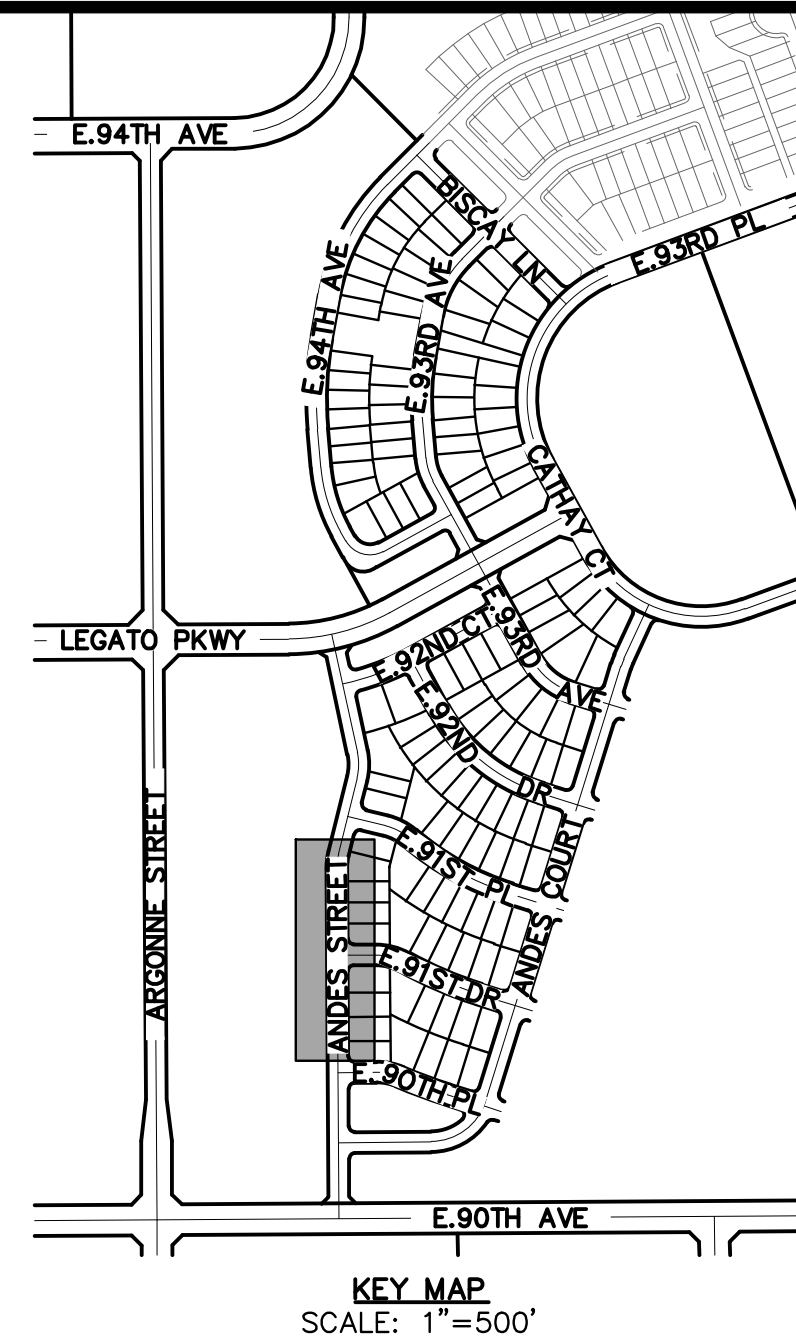 E.94TH AVE
BISCAY LN
E.93RD PL
E.94TH AVE
E.93RD AVE
CATHAY CT
LEGATO PKWY
E.92ND CT
E.93RD AVE
E.92ND DR
ARGONNE STREET
ANDES STREET
E.91ST PL
ANDES COURT
E.91ST DR
E.90TH PL
E.90TH AVE
KEY MAP
SCALE: 1"=500'